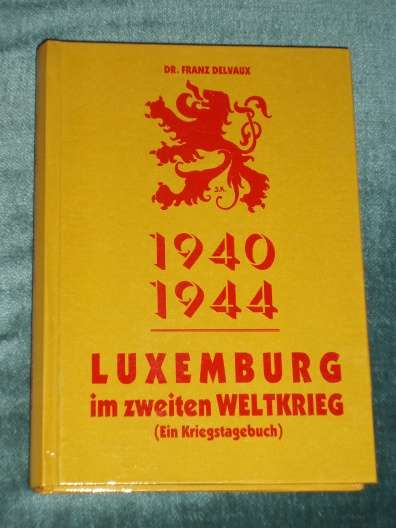 DR. FRANZ DELVAUX
J.K.
1940
1944
LUXEMBURG
im zweiten WELTKRIEG
(Ein Kriegstagebuch)